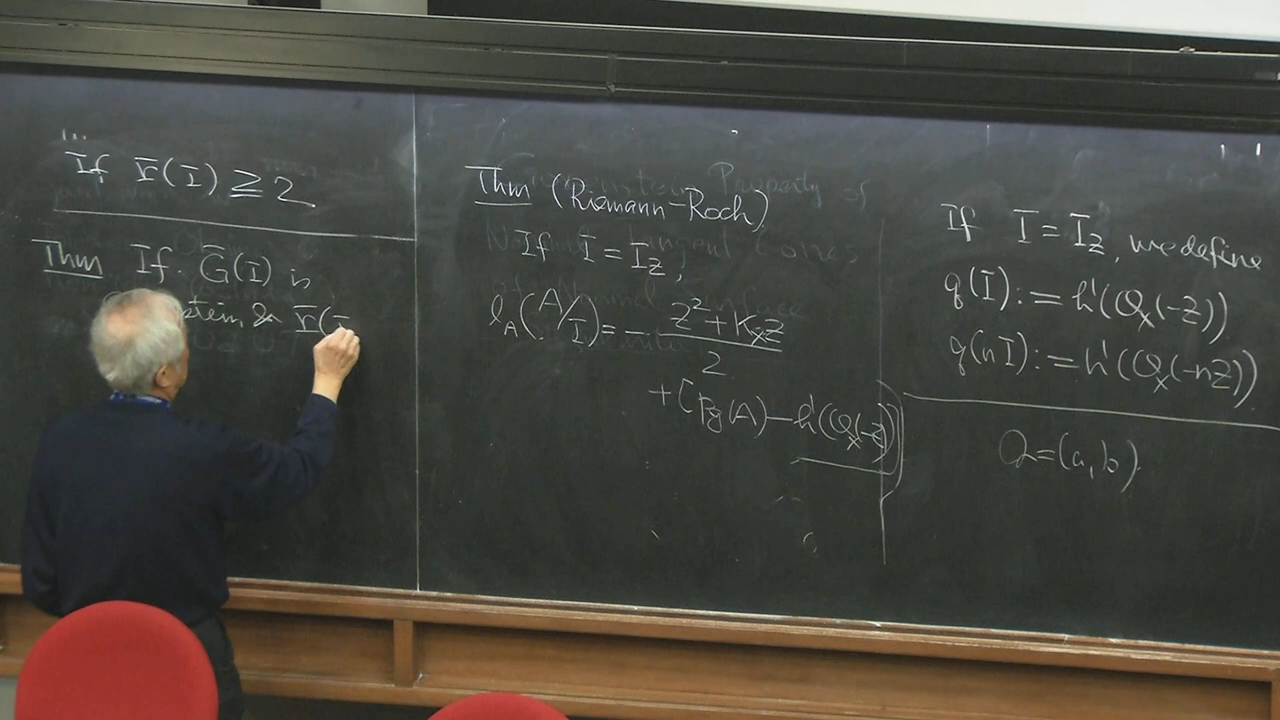 If r̄(I) ≧ 2
Thm If Ḡ(I) is
stein & r̄(I
Thm (Riemann-Roch)
If I = I_Z,
ℓ_A(A/I) = - (Z² + K_X Z)/2
+ (P_g(A) - h¹(O_X(-Z)))
If I = I_Z, we define
q(I) := h¹(O_X(-Z))
q(nI) := h¹(O_X(-nZ))
Q = (a, b)